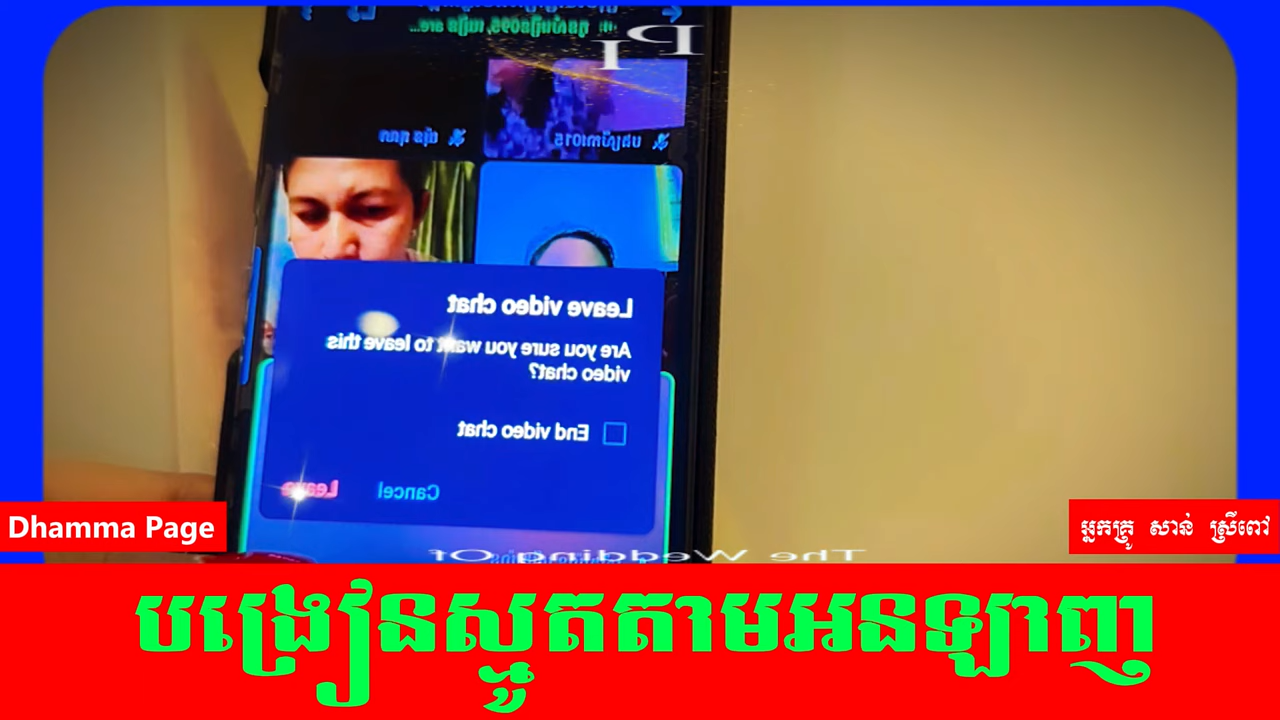 are...
Leave video chat
Are you sure you want to leave this
video chat?
End video chat
Cancel
Leave
The Wedding Of
Dhamma Page
អ្នកគ្រូ សាន់ ស្រីពៅ
បង្រៀនស្មូតតាមអនឡាញ